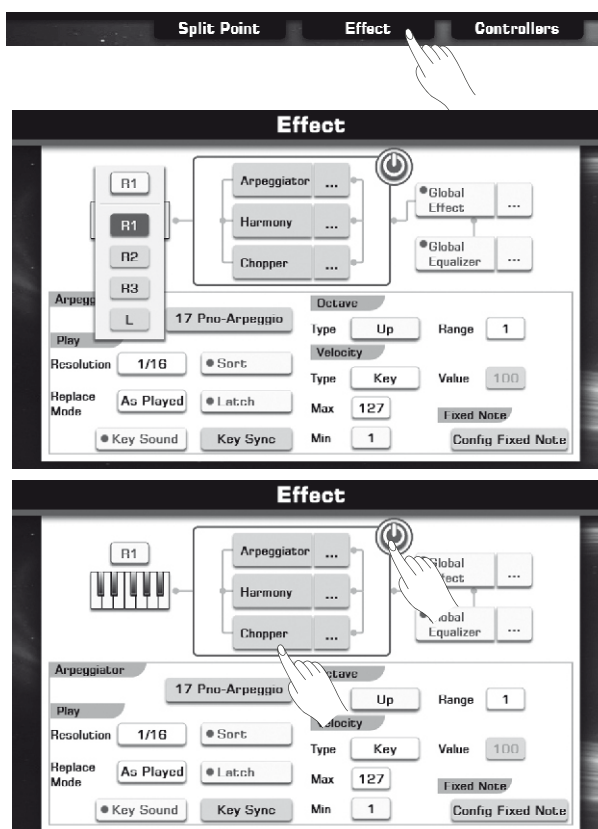 Split Point Effect Controllers
Effect
R1
R1
R2
R3
L
Arpeggiator ...
Harmony ...
Chopper ...
Global
Effect ...
Global
Equalizer ...
17 Pno-Arpeggio
Play
Resolution 1/16 Sort
Replace
Mode As Played Latch
Key Sound Key Sync
Octave
Type Up Range 1
Velocity
Type Key Value 100
Max 127
Fixed Note
Min 1 Config Fixed Note
Effect
R1
Arpeggiator ...
Harmony ...
Chopper ...
...
Equalizer ...
Arpeggiator
17 Pno-Arpeggio
Play
Resolution 1/16 Sort
Replace
Mode As Played Latch
Key Sound Key Sync
Up Range 1
Type Key Value 100
Max 127
Fixed Note
Min 1 Config Fixed Note